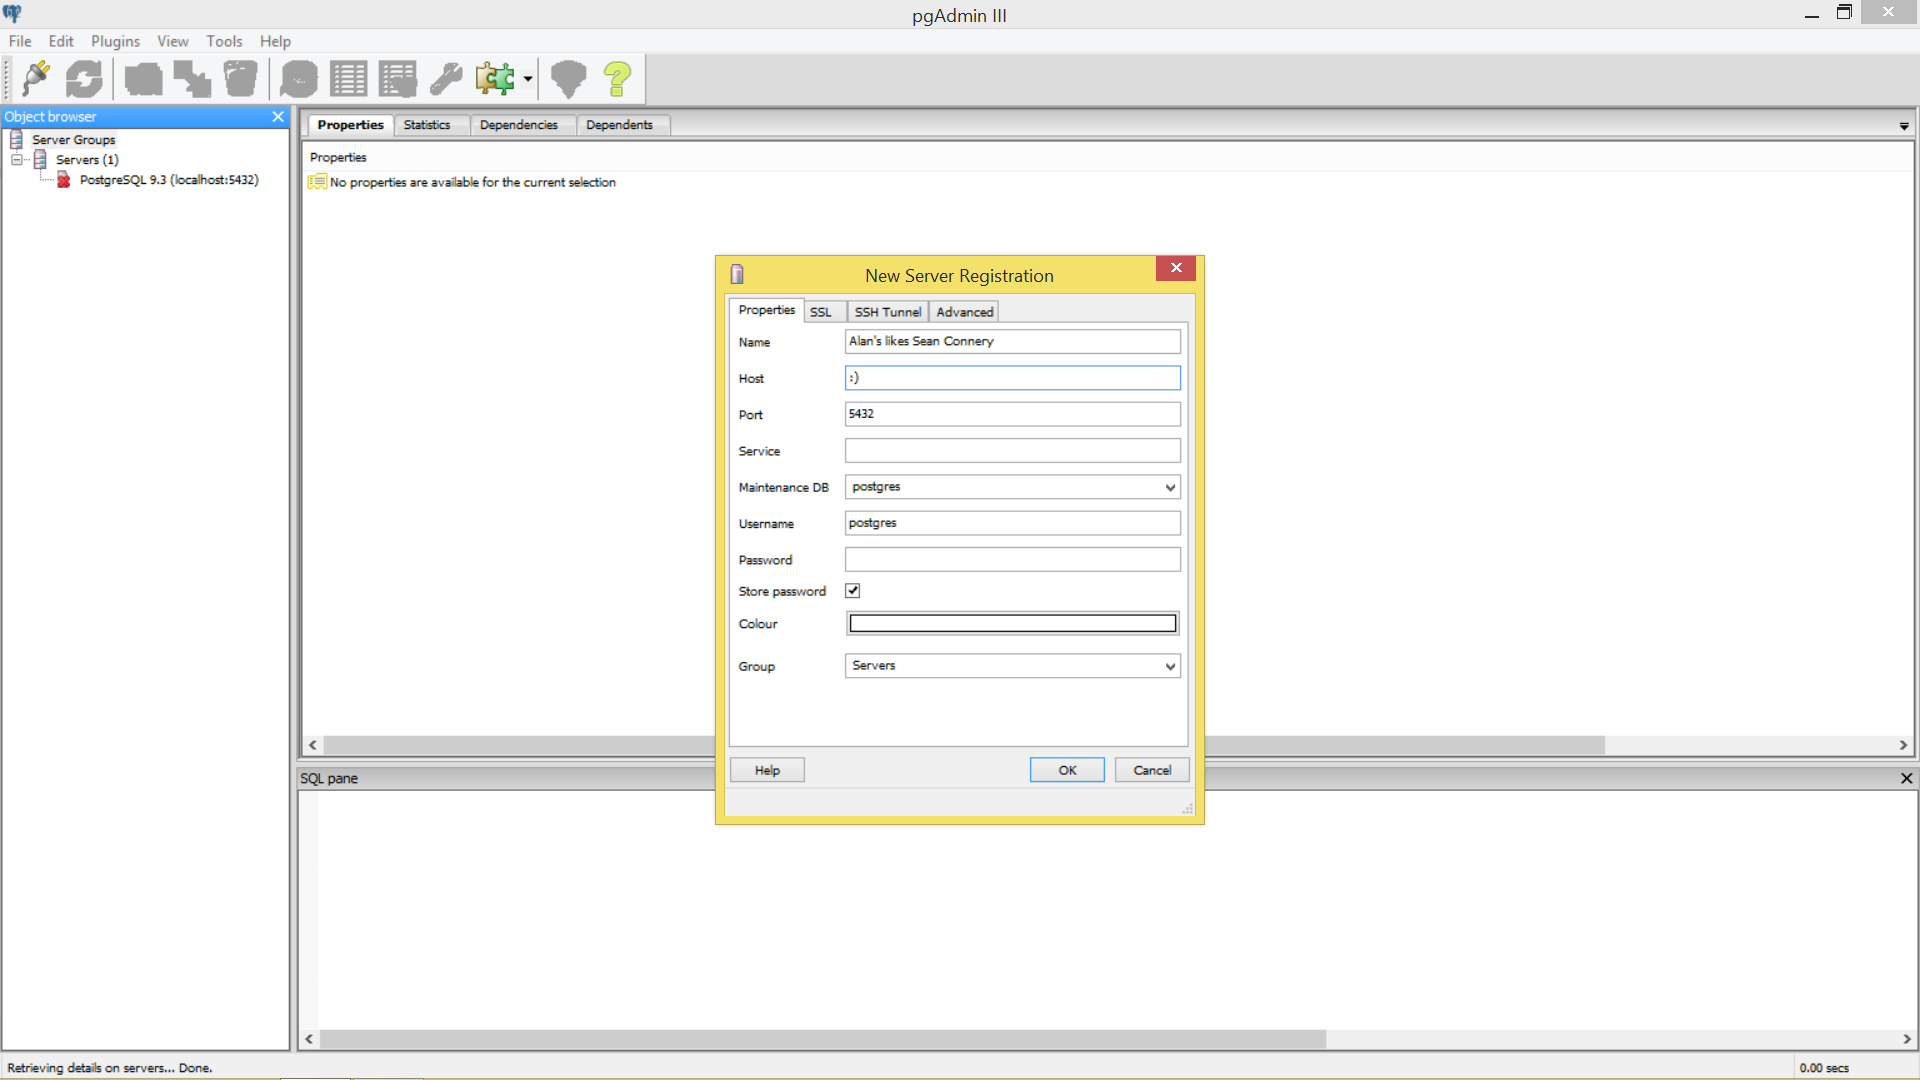 pgAdmin III
File Edit Plugins View Tools Help
Object browser
Server Groups
Servers (1)
PostgreSQL 9.3 (localhost:5432)
Properties Statistics Dependencies Dependents
Properties
No properties are available for the current selection
New Server Registration
Properties SSL SSH Tunnel Advanced
Name Alan's likes Sean Connery
Host :)
Port 5432
Service
Maintenance DB postgres
Username postgres
Password
Store password
Colour
Group Servers
Help OK Cancel
SQL pane
Retrieving details on servers... Done. 0.00 secs